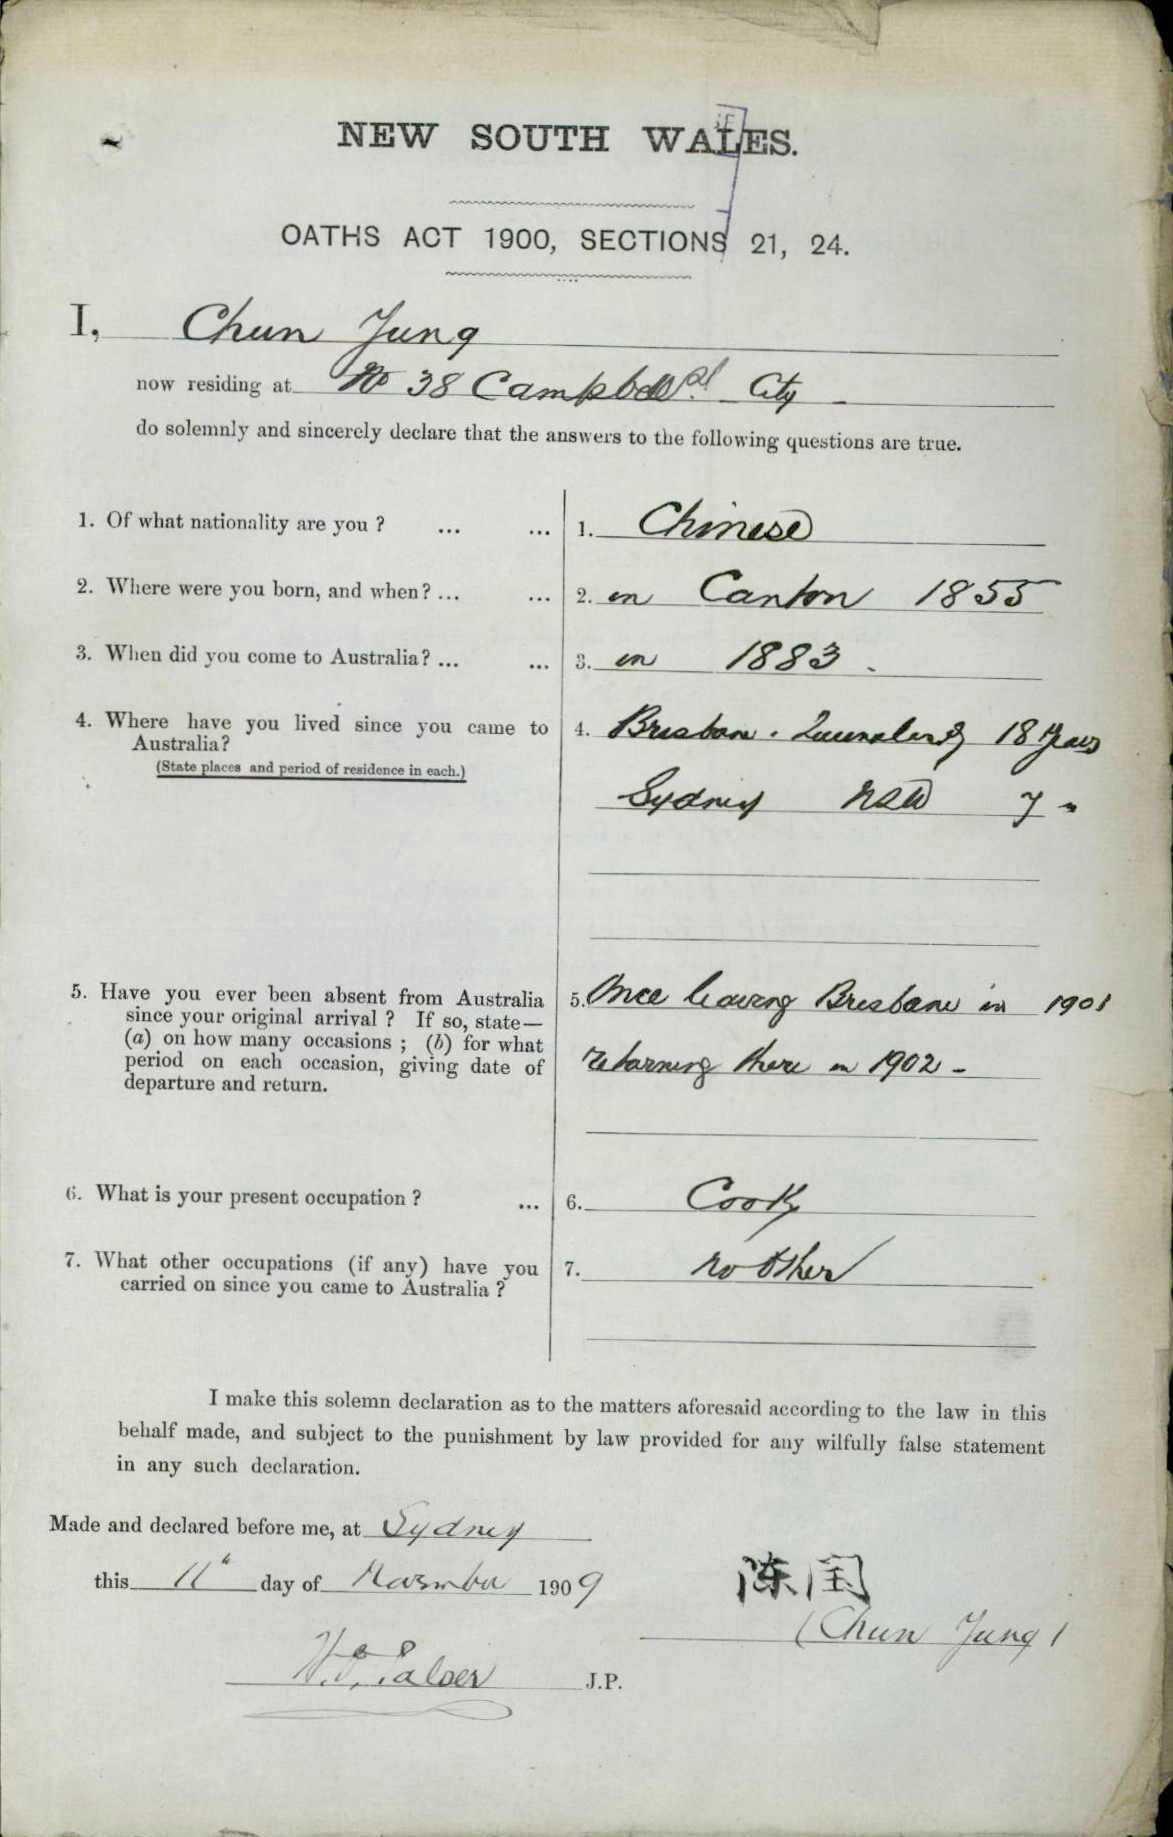 NEW SOUTH WALES.
OATHS ACT 1900, SECTIONS 21, 24.
I, Chun Jung
now residing at No 38 Campbell St. City
do solemnly and sincerely declare that the answers to the following questions are true.
1. Of what nationality are you ? ... ... 1. Chinese
2. Where were you born, and when? ... ... 2. in Canton 1855
3. When did you come to Australia? ... ... 3. in 1883.
4. Where have you lived since you came to 4. Brisbane. Queensland 18 Years
Australia?
(State places and period of residence in each.)
Sydney NSW 7 "
5. Have you ever been absent from Australia 5. Once leaving Brisbane in 1901
since your original arrival ? If so, state—
(a) on how many occasions ; (b) for what
period on each occasion, giving date of returning there in 1902 -
departure and return.
6. What is your present occupation ? ... 6. Cook
7. What other occupations (if any) have you 7. no other
carried on since you came to Australia ?
I make this solemn declaration as to the matters aforesaid according to the law in this
behalf made, and subject to the punishment by law provided for any wilfully false statement
in any such declaration.
Made and declared before me, at Sydney
this 11" day of November 1909
陈
(Chun Jung)
J.P.